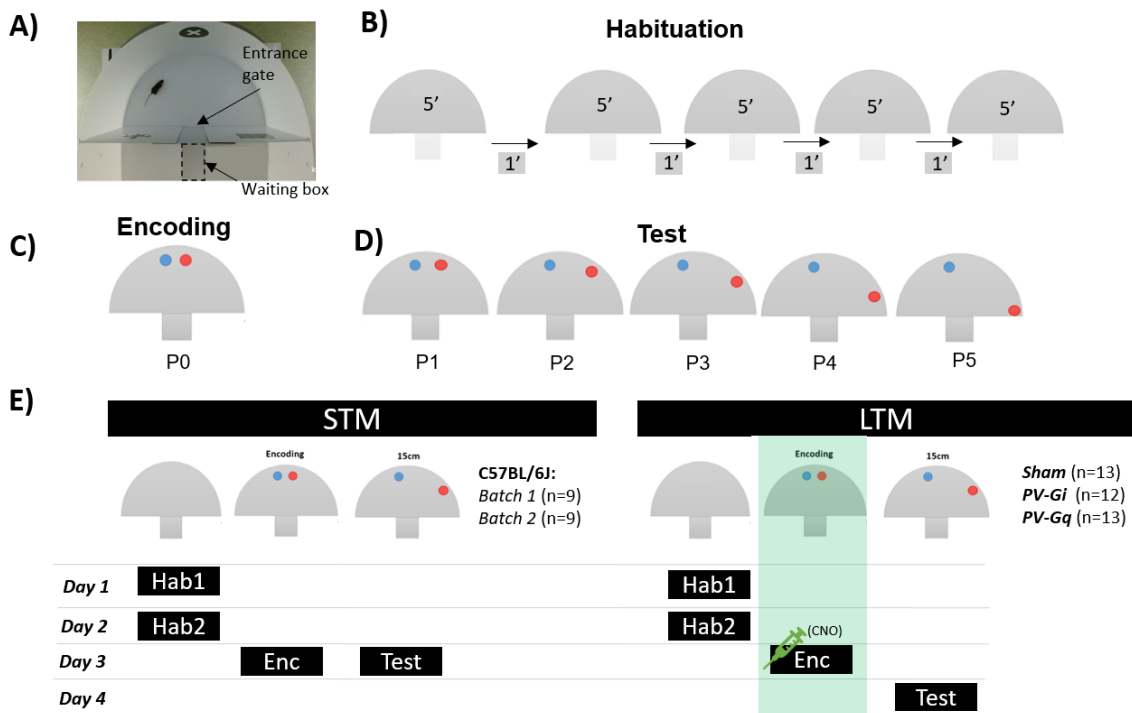 A)
Entrance
gate
Waiting box
B)
Habituation
5’ 5’ 5’ 5’ 5’
1’ 1’ 1’ 1’
C)
Encoding
P0
D)
Test
P1 P2 P3 P4 P5
E)
STM
Encoding 15cm
C57BL/6J:
Batch 1 (n=9)
Batch 2 (n=9)
LTM
Encoding 15cm
Sham (n=13)
PV-Gi (n=12)
PV-Gq (n=13)
Day 1 Hab1 Hab1
Day 2 Hab2 Hab2
(CNO)
Day 3 Enc Test Enc
Day 4 Test